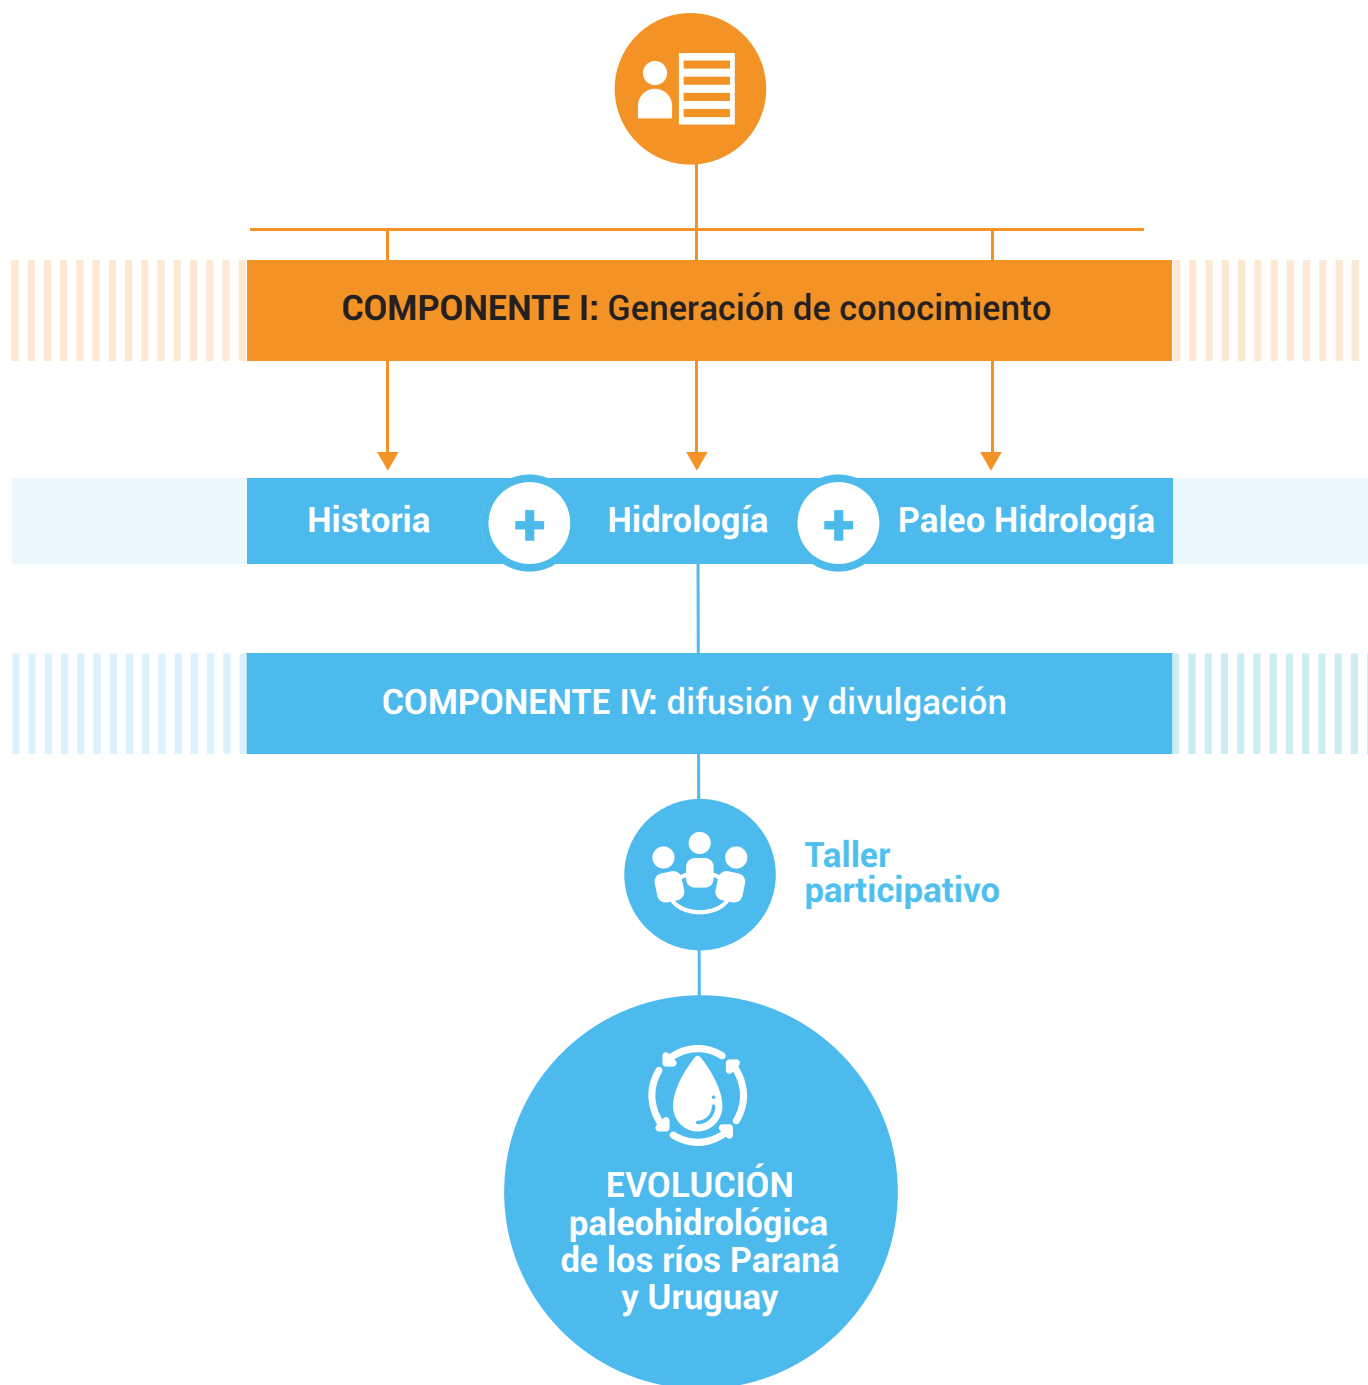 COMPONENTE I: Generación de conocimiento
Historia + Hidrología + Paleo Hidrología
COMPONENTE IV: difusión y divulgación
Taller
participativo
EVOLUCIÓN
paleohidrológica
de los ríos Paraná
y Uruguay